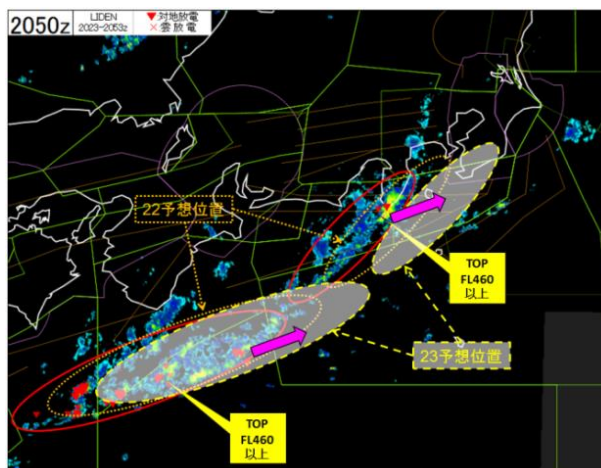 2050z
LIDEN
2023-2053z
▼対地放電
×雲放電
22予想位置
TOP
FL460
以上
23予想位置
TOP
FL460
以上